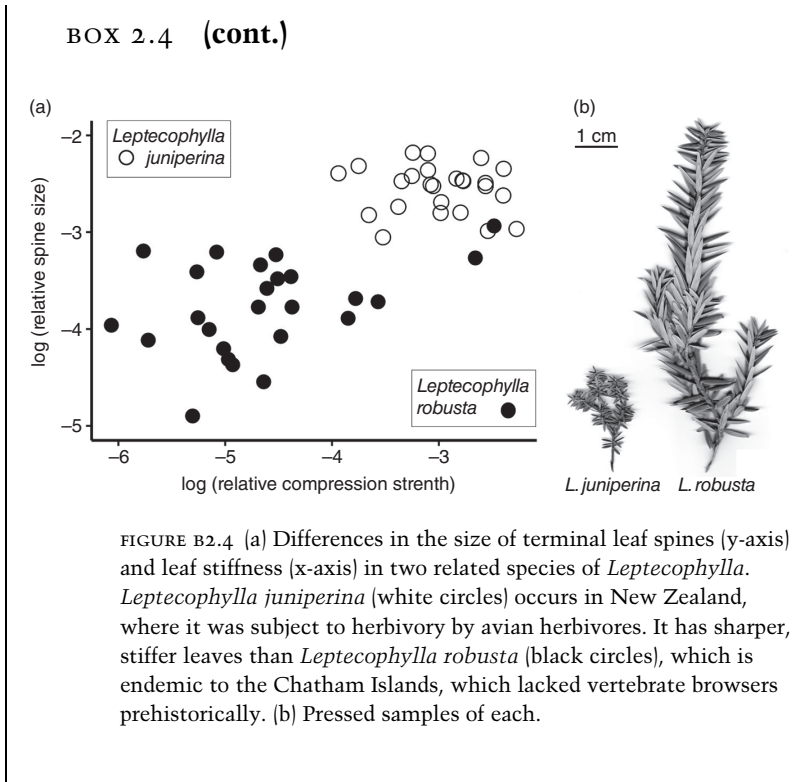 BOX 2.4 (cont.)
(a)
(b)
Leptecophylla
juniperina
1 cm
–2
–3
–4
–5
log (relative spine size)
Leptecophylla
robusta
–6
–5
–4
–3
log (relative compression strenth)
L. juniperina
L. robusta
FIGURE B2.4 (a) Differences in the size of terminal leaf spines (y-axis)
and leaf stiffness (x-axis) in two related species of Leptecophylla.
Leptecophylla juniperina (white circles) occurs in New Zealand,
where it was subject to herbivory by avian herbivores. It has sharper,
stiffer leaves than Leptecophylla robusta (black circles), which is
endemic to the Chatham Islands, which lacked vertebrate browsers
prehistorically. (b) Pressed samples of each.